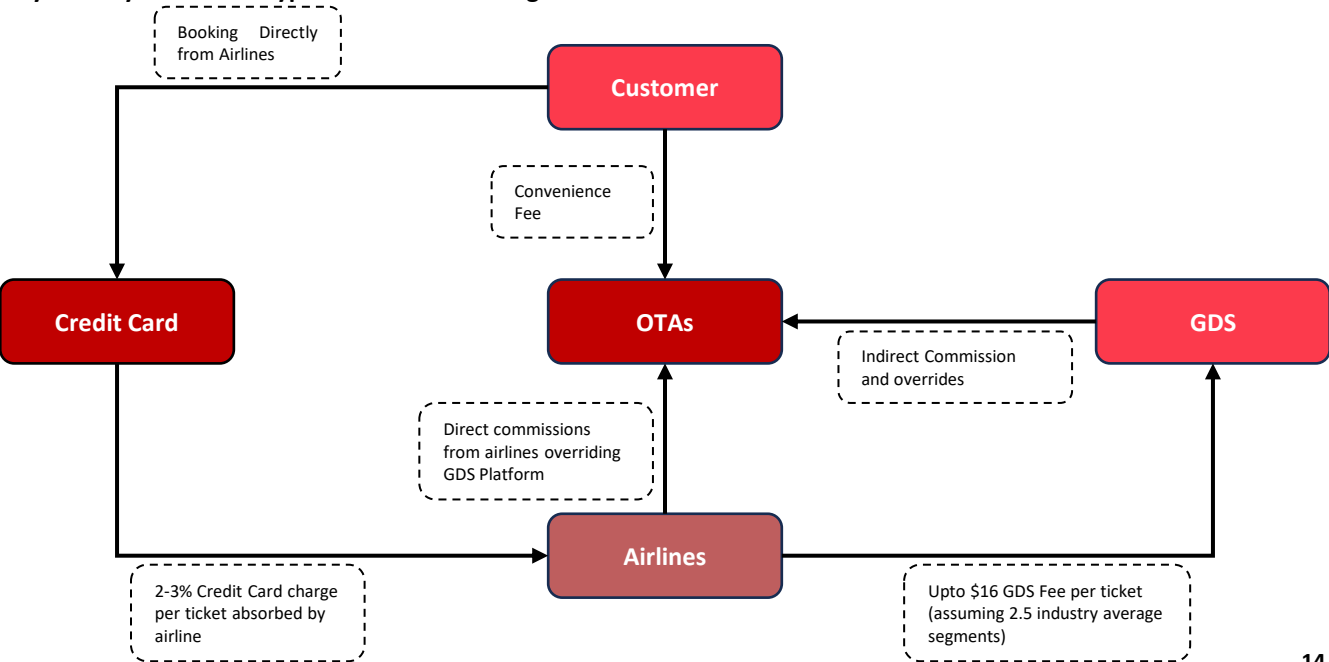 Booking Directly
from Airlines
Customer
Convenience
Fee
Credit Card
OTAs
GDS
Indirect Commission
and overrides
Direct commissions
from airlines overriding
GDS Platform
Airlines
2-3% Credit Card charge
per ticket absorbed by
airline
Upto $16 GDS Fee per ticket
(assuming 2.5 industry average
segments)
14